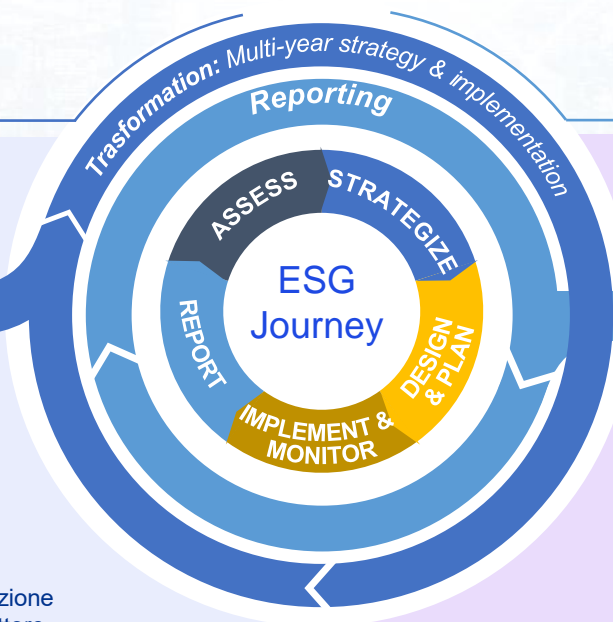 Trasformation: Multi-year strategy & implementation
Reporting
ASSESS
STRATEGIZE
DESIGN
& PLAN
IMPLEMENT &
MONITOR
REPORT
ESG
Journey
zione